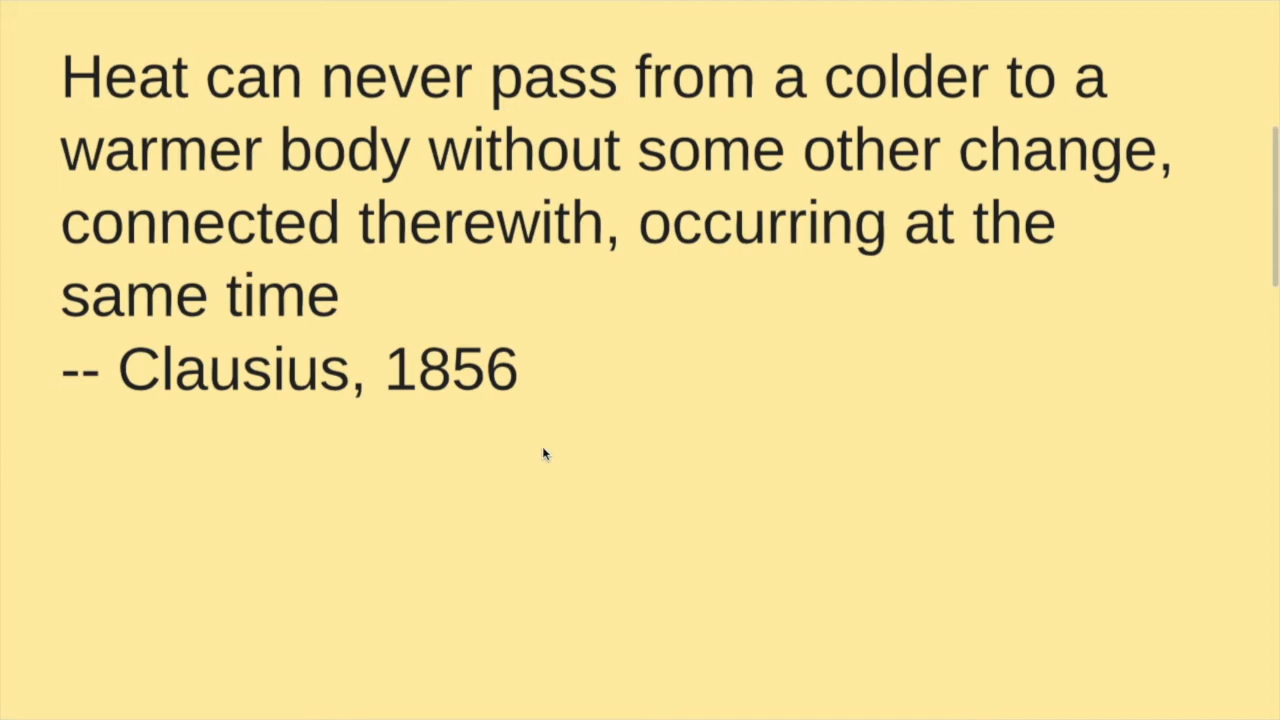 Heat can never pass from a colder to a
warmer body without some other change,
connected therewith, occurring at the
same time
-- Clausius, 1856